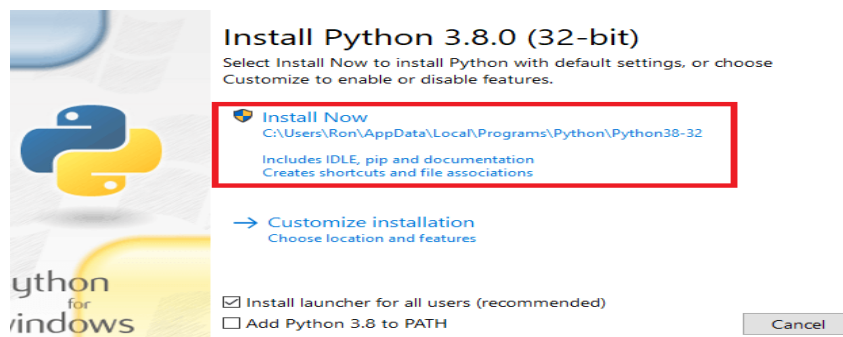 Install Python 3.8.0 (32-bit)
Select Install Now to install Python with default settings, or choose
Customize to enable or disable features.
Install Now
C:\Users\Ron\AppData\Local\Programs\Python\Python38-32
Includes IDLE, pip and documentation
Creates shortcuts and file associations
Customize installation
Choose location and features
ython
for
indows
Install launcher for all users (recommended)
Add Python 3.8 to PATH
Cancel